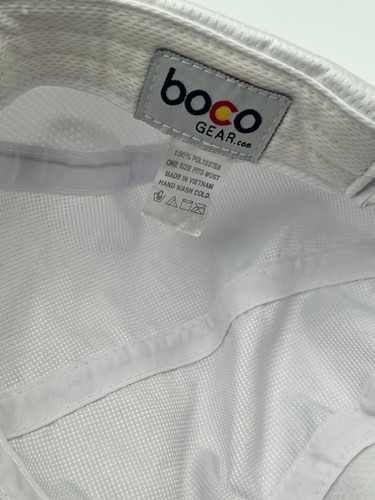 boco
GEAR.com
100% POLYESTER
ONE SIZE FITS MOST
MADE IN VIETNAM
HAND WASH COLD.